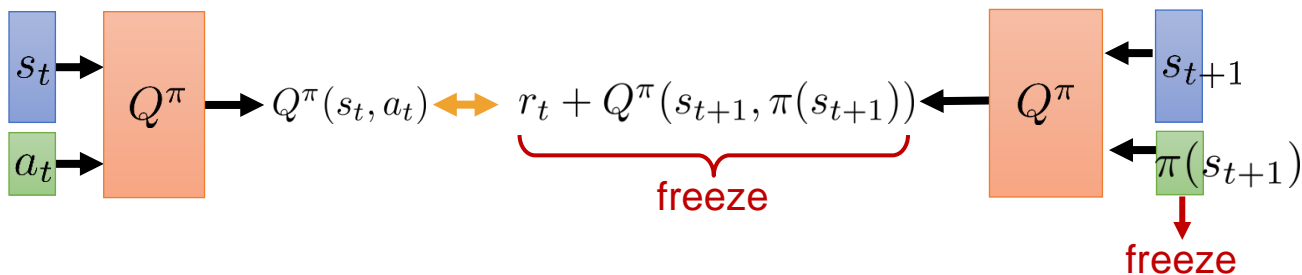 s_t
a_t
Q^π
Q^π(s_t, a_t)
r_t + Q^π(s_{t+1}, π(s_{t+1}))
freeze
Q^π
s_{t+1}
π(s_{t+1})
freeze